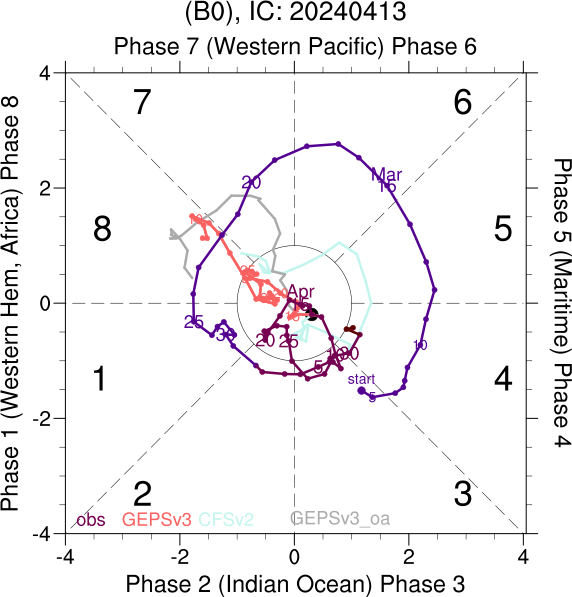 (B0), IC: 20240413
Phase 7 (Western Pacific) Phase 6
Phase 1 (Western Hem, Africa) Phase 8
Phase 5 (Maritime) Phase 4
4
2
0
-2
-4
7
6
8
5
1
4
2
3
20
Mar
15
25
10
start
5
Apr
20
25
5
obs GEPSv3 CFSv2 GEPSv3_oa
-4 -2 0 2 4
Phase 2 (Indian Ocean) Phase 3